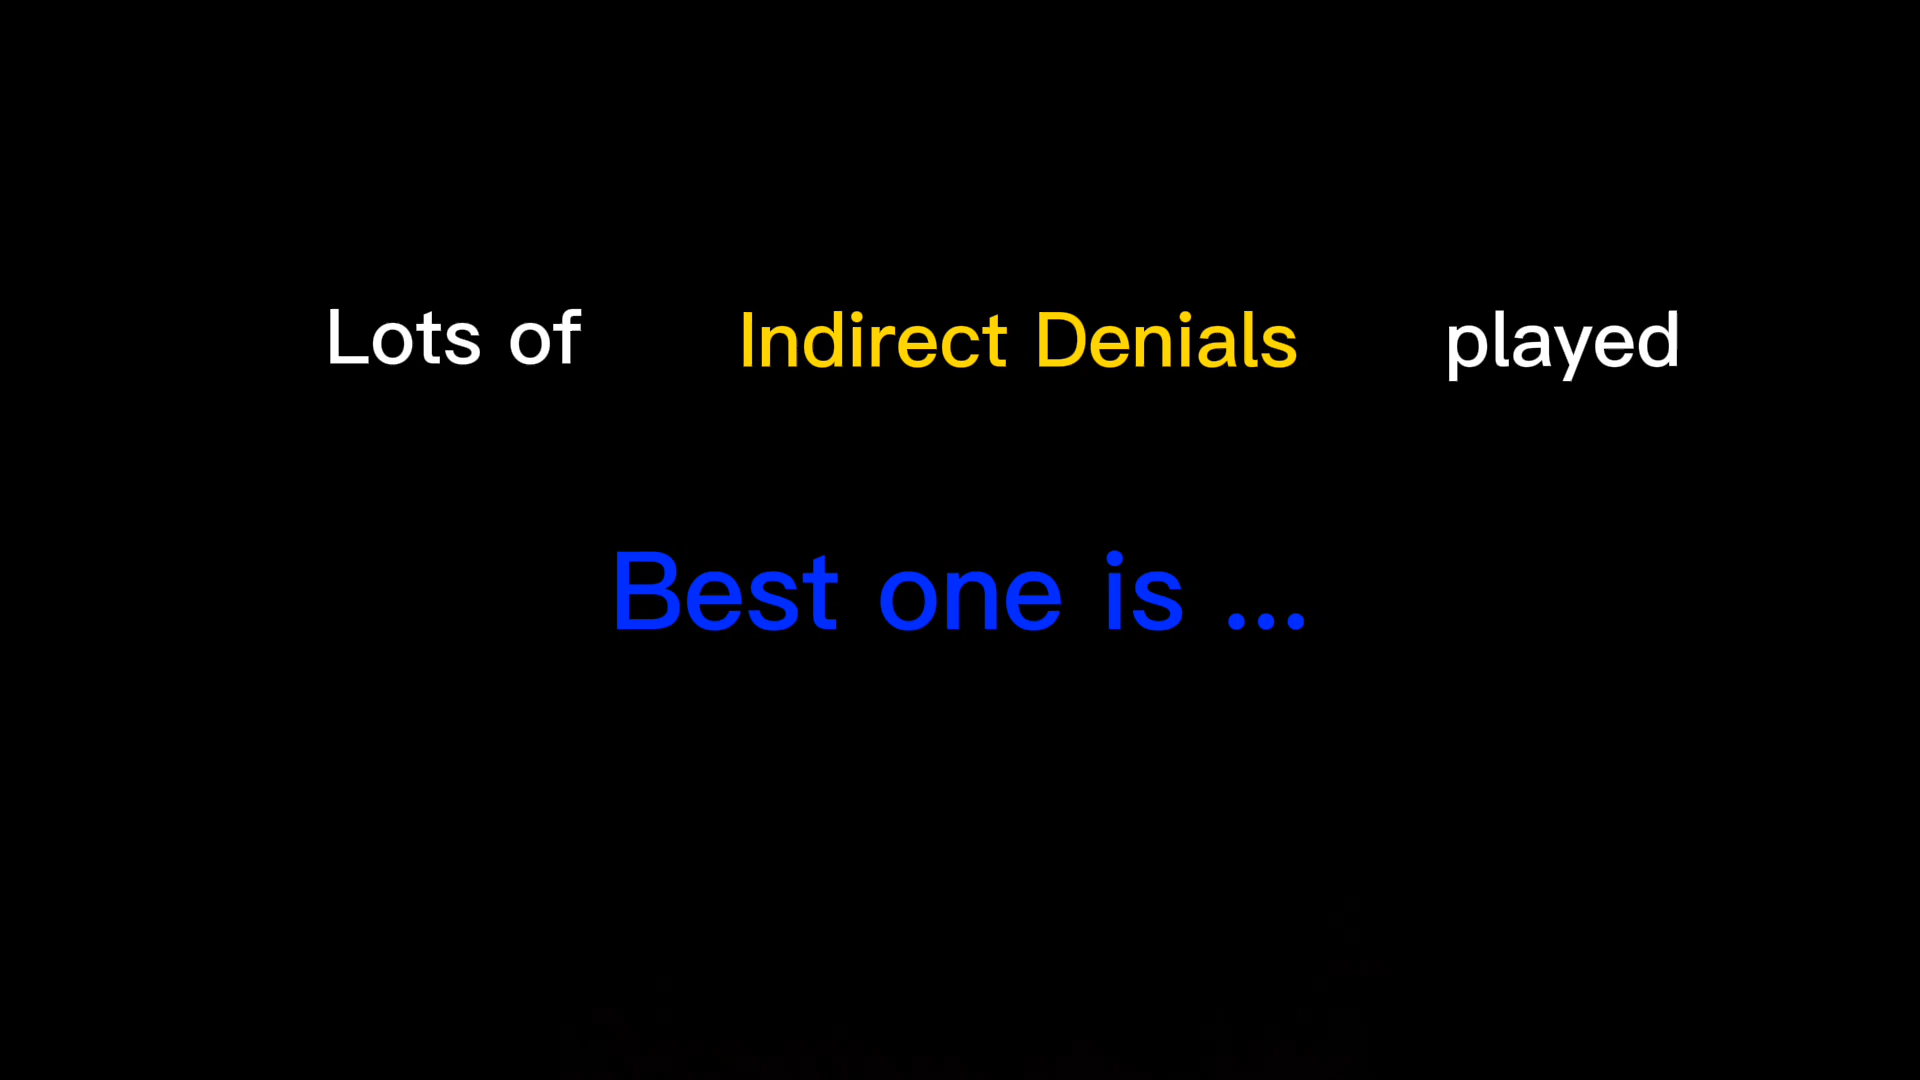 Lots of Indirect Denials played
Best one is ...